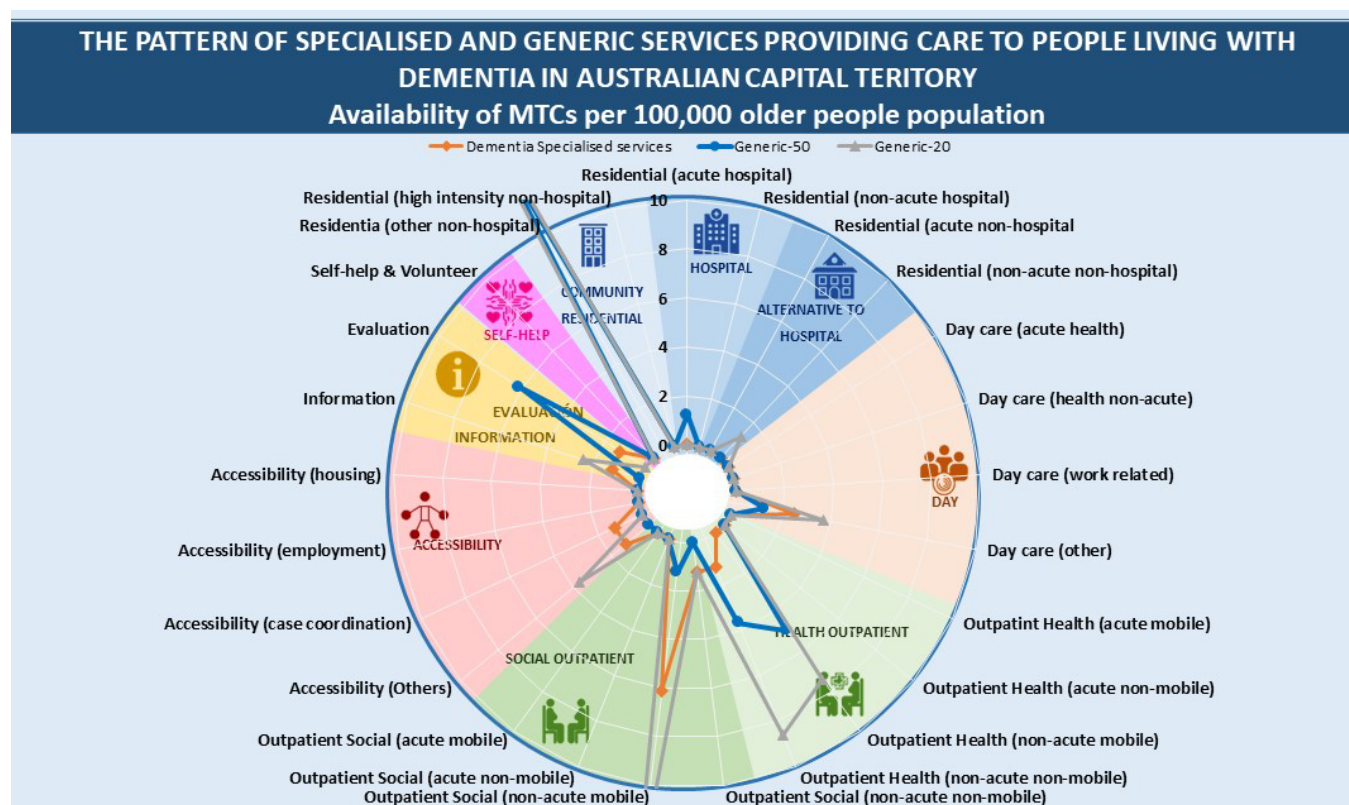 THE PATTERN OF SPECIALISED AND GENERIC SERVICES PROVIDING CARE TO PEOPLE LIVING WITH
DEMENTIA IN AUSTRALIAN CAPITAL TERITORY
Availability of MTCs per 100,000 older people population
Dementia Specialised services
Generic-50
Generic-20
Residential (acute hospital)
Residential (high intensity non-hospital)
Residential (non-acute hospital)
Residentia (other non-hospital)
Residential (acute non-hospital
Self-help & Volunteer
Residential (non-acute non-hospital)
Evaluation
Day care (acute health)
Information
Day care (health non-acute)
Accessibility (housing)
Day care (work related)
Accessibility (employment)
Day care (other)
Accessibility (case coordination)
Outpatint Health (acute mobile)
Accessibility (Others)
Outpatient Health (acute non-mobile)
Outpatient Social (acute mobile)
Outpatient Health (non-acute mobile)
Outpatient Social (acute non-mobile)
Outpatient Health (non-acute non-mobile)
Outpatient Social (non-acute mobile)
Outpatient Social (non-acute non-mobile)
10
8
6
4
2
0
HOSPITAL
COMMUNITY
RESIDENTIAL
ALTERNATIVE TO
HOSPITAL
SELF-HELP
EVALUACIÓN
INFORMATION
DAY
ACCESSIBILITY
HEALTH OUTPATIENT
SOCIAL OUTPATIENT